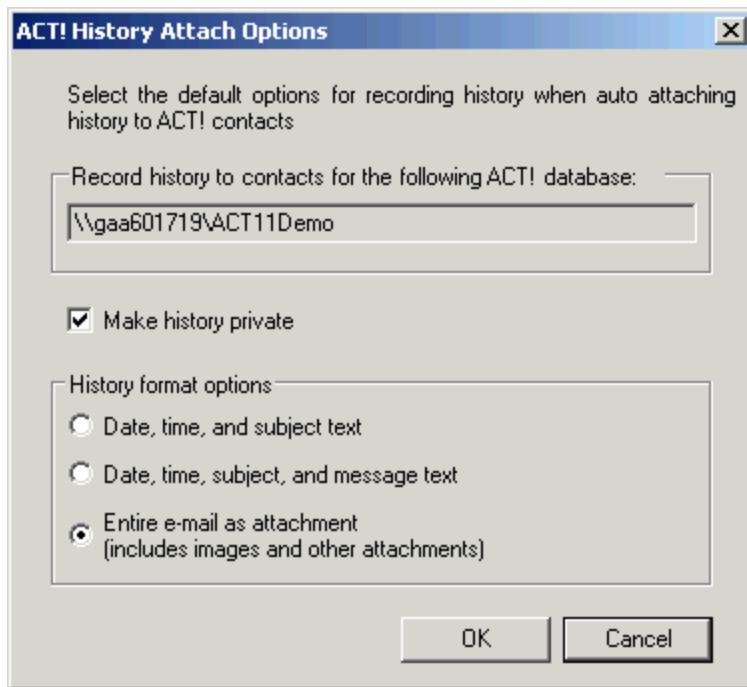 ACT! History Attach Options
Select the default options for recording history when auto attaching
history to ACT! contacts
Record history to contacts for the following ACT! database:
\\gaa601719\ACT11Demo
Make history private
History format options
Date, time, and subject text
Date, time, subject, and message text
Entire e-mail as attachment
(includes images and other attachments)
OK
Cancel